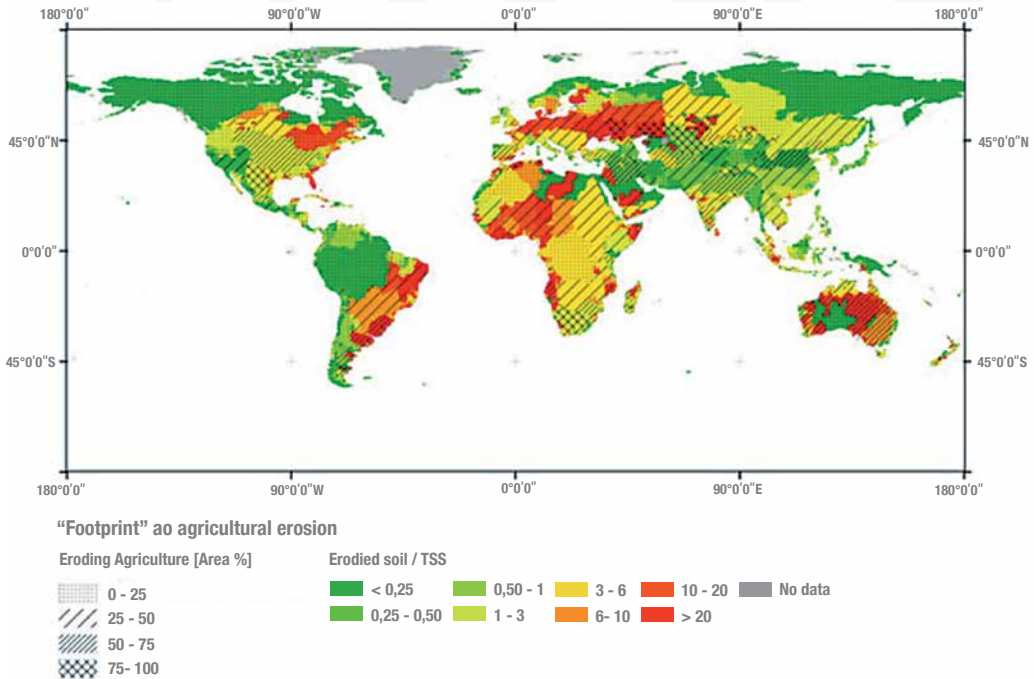 180°0'0" 90°0'0"W 0°0'0" 90°0'0"E 180°0'0"
45°0'0"N 45°0'0"N
0°0'0" 0°0'0"
45°0'0"S 45°0'0"S
180°0'0" 90°0'0"W 0°0'0" 90°0'0"E 180°0'0"
“Footprint” ao agricultural erosion
Eroding Agriculture [Area %]
0 - 25
25 - 50
50 - 75
75- 100
Erodied soil / TSS
< 0,25 0,50 - 1 3 - 6 10 - 20 No data
0,25 - 0,50 1 - 3 6- 10 > 20